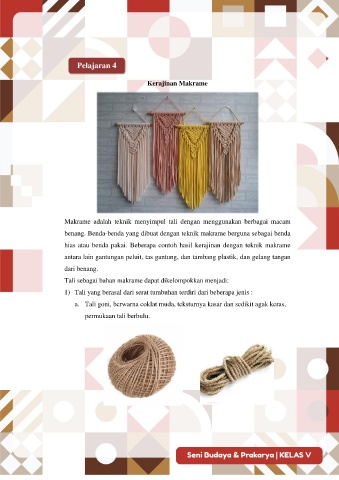 Pelajaran 4
Kerajinan Makrame
Makrame adalah teknik menyimpul tali dengan menggunakan berbagai macam
benang. Benda-benda yang dibuat dengan teknik makrame berguna sebagai benda
hias atau benda pakai. Beberapa contoh hasil kerajinan dengan teknik makrame
antara lain gantungan peluit, tas gantung, dan tambang plastik, dan gelang tangan
dari benang.
Tali sebagai bahan makrame dapat dikelompokkan menjadi:
1) Tali yang berasal dari serat tumbuhan terdiri dari beberapa jenis :
a. Tali goni, berwarna coklat muda, teksturnya kasar dan sedikit agak keras,
permukaan tali berbulu.
Seni Budaya & Prakarya | KELAS V